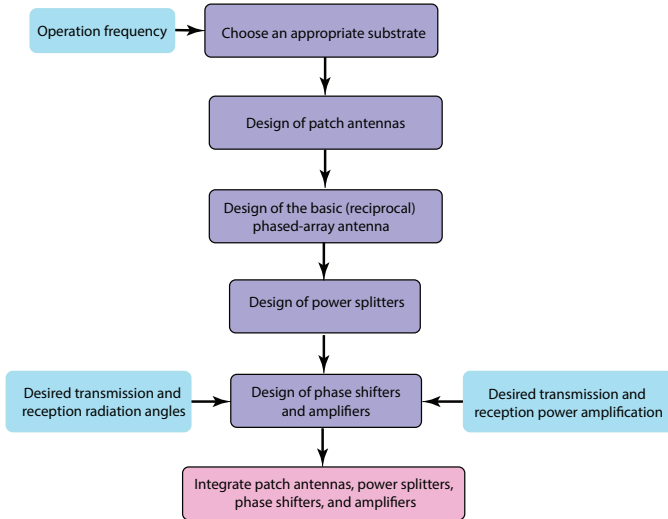 Operation frequency
Choose an appropriate substrate
Design of patch antennas
Design of the basic (reciprocal)
phased-array antenna
Design of power splitters
Desired transmission and
reception radiation angles
Design of phase shifters
and amplifiers
Desired transmission and
reception power amplification
Integrate patch antennas, power splitters,
phase shifters, and amplifiers